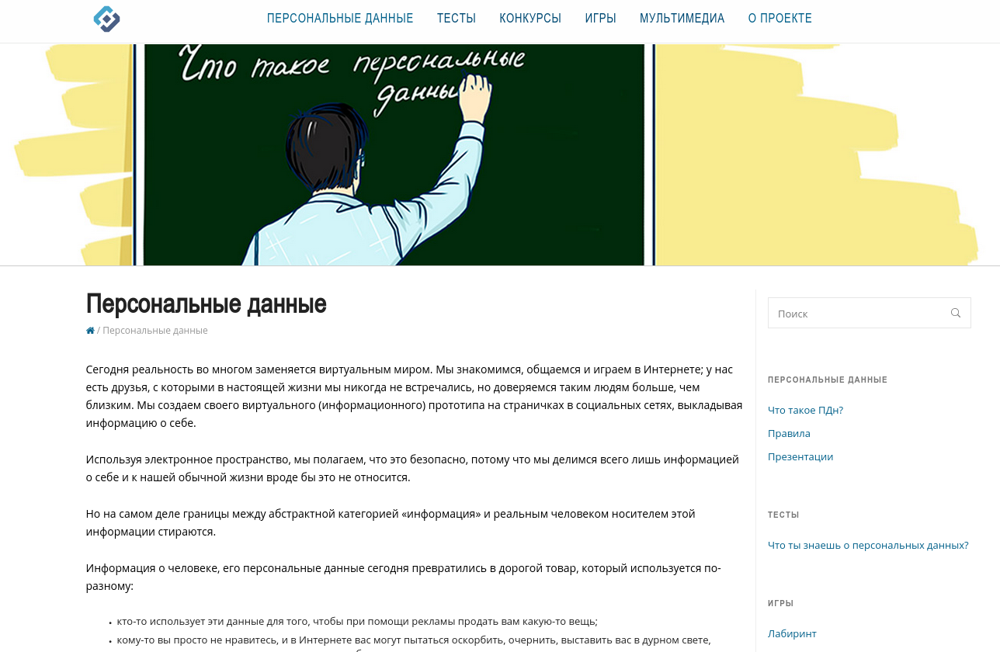 ПЕРСОНАЛЬНЫЕ ДАННЫЕ ТЕСТЫ КОНКУРСЫ ИГРЫ МУЛЬТИМЕДИА О ПРОЕКТЕ
Что такое персональные
данны
Персональные данные
/ Персональные данные
Сегодня реальность во многом заменяется виртуальным миром. Мы знакомимся, общаемся и играем в Интернете; у нас
есть друзья, с которыми в настоящей жизни мы никогда не встречались, но доверяемся таким людям больше, чем
близким. Мы создаем своего виртуального (информационного) прототипа на страничках в социальных сетях, выкладывая
информацию о себе.
Используя электронное пространство, мы полагаем, что это безопасно, потому что мы делимся всего лишь информацией
о себе и к нашей обычной жизни вроде бы это не относится.
Но на самом деле границы между абстрактной категорией «информация» и реальным человеком носителем этой
информации стираются.
Информация о человеке, его персональные данные сегодня превратились в дорогой товар, который используется по-
разному:
• кто-то использует эти данные для того, чтобы при помощи рекламы продать вам какую-то вещь;
• кому-то вы просто не нравитесь, и в Интернете вас могут пытаться оскорбить, очернить, выставить вас в дурном свете,
Поиск
ПЕРСОНАЛЬНЫЕ ДАННЫЕ
Что такое ПДн?
Правила
Презентации
ТЕСТЫ
Что ты знаешь о персональных данных?
ИГРЫ
Лабиринт